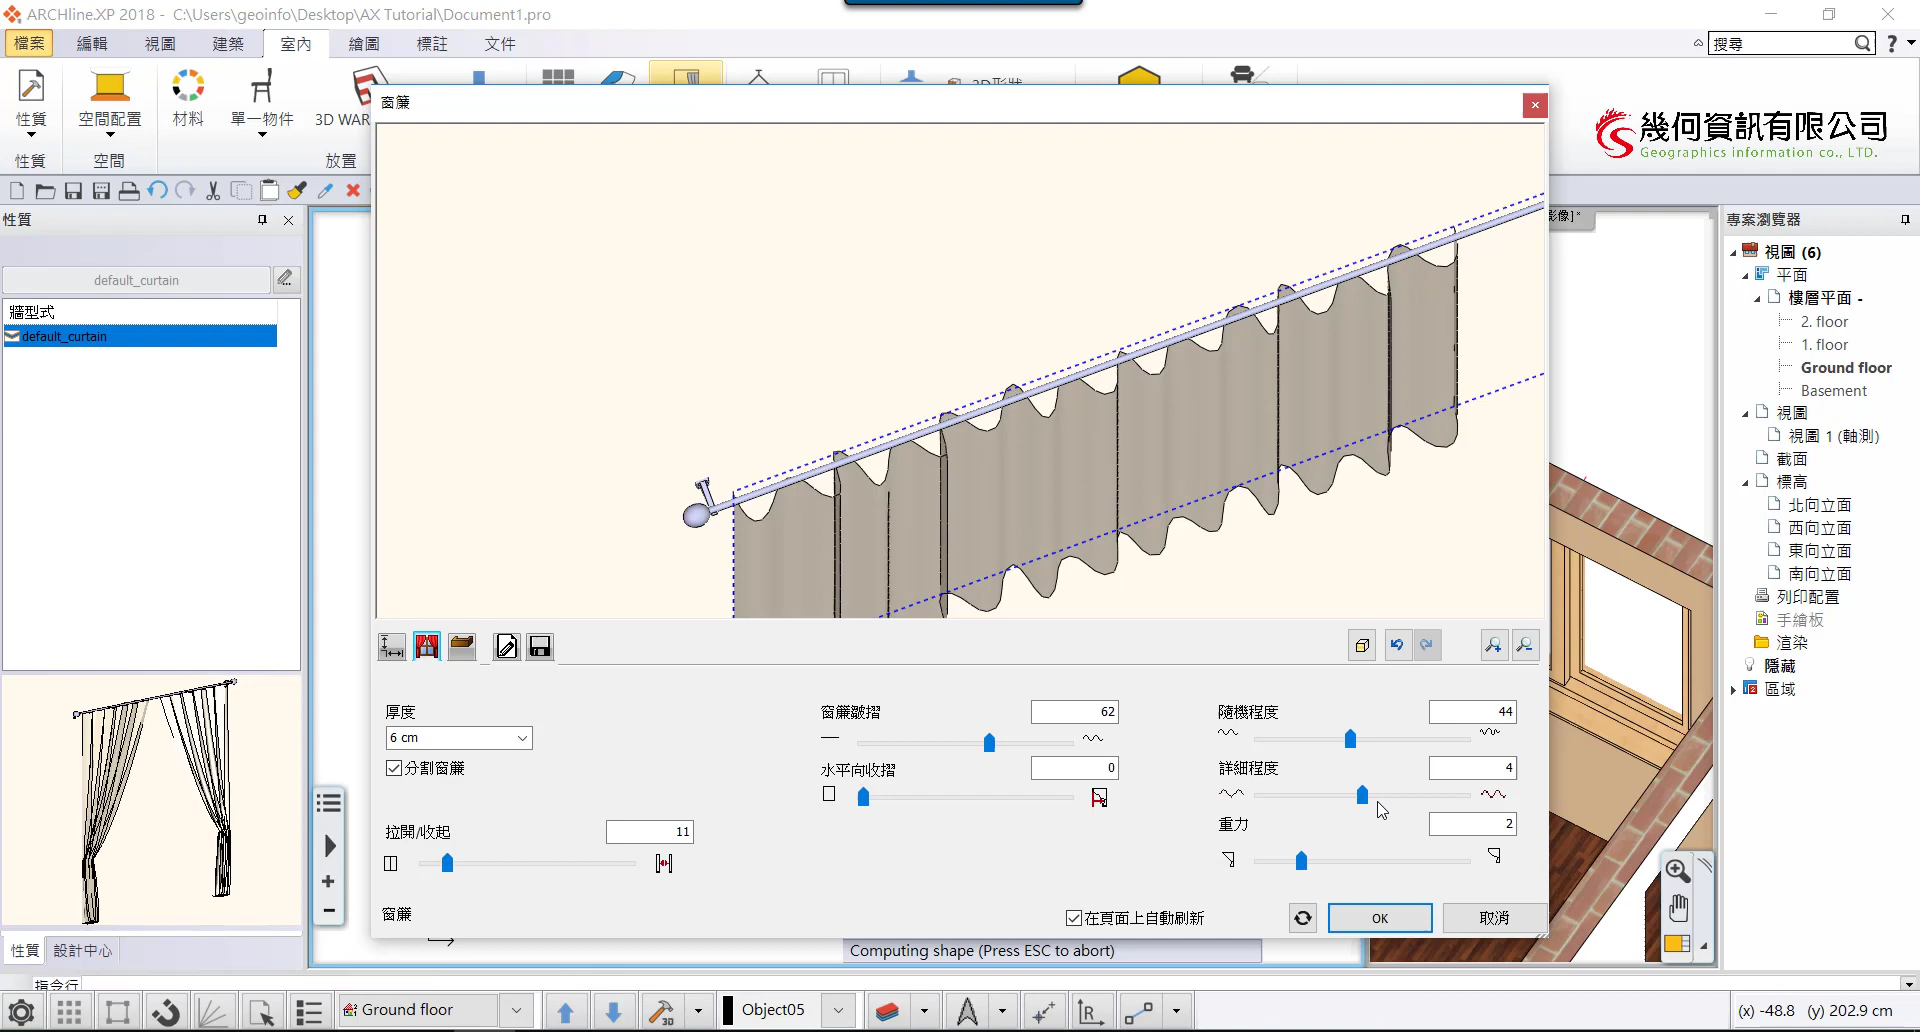 ARCHline.XP 2018 - C:\Users\geoinfo\Desktop\AX Tutorial\Document1.pro
檔案 編輯 視圖 建築 室內 繪圖 標註 文件
搜尋
?
性質 空間配置 材料 單一物件 3D WAR
性質 空間 放置
幾何資訊有限公司
Geographics information co., LTD.
性質
default_curtain
牆型式
default_curtain
性質 設計中心
窗簾
厚度
6 cm
分割窗簾
拉開/收起 11
窗簾皺摺 62
水平向收摺 0
隨機程度 44
詳細程度 4
重力 2
窗簾
在頁面上自動刷新
OK
取消
Computing shape (Press ESC to abort)
影像]*
專案瀏覽器
視圖 (6)
平面
樓層平面 -
2. floor
1. floor
Ground floor
Basement
視圖
視圖 1 (軸測)
截面
標高
北向立面
西向立面
東向立面
南向立面
列印配置
手繪板
渲染
隱藏
區域
指令行
Ground floor
3D
Object05
(x) -48.8 (y) 202.9 cm